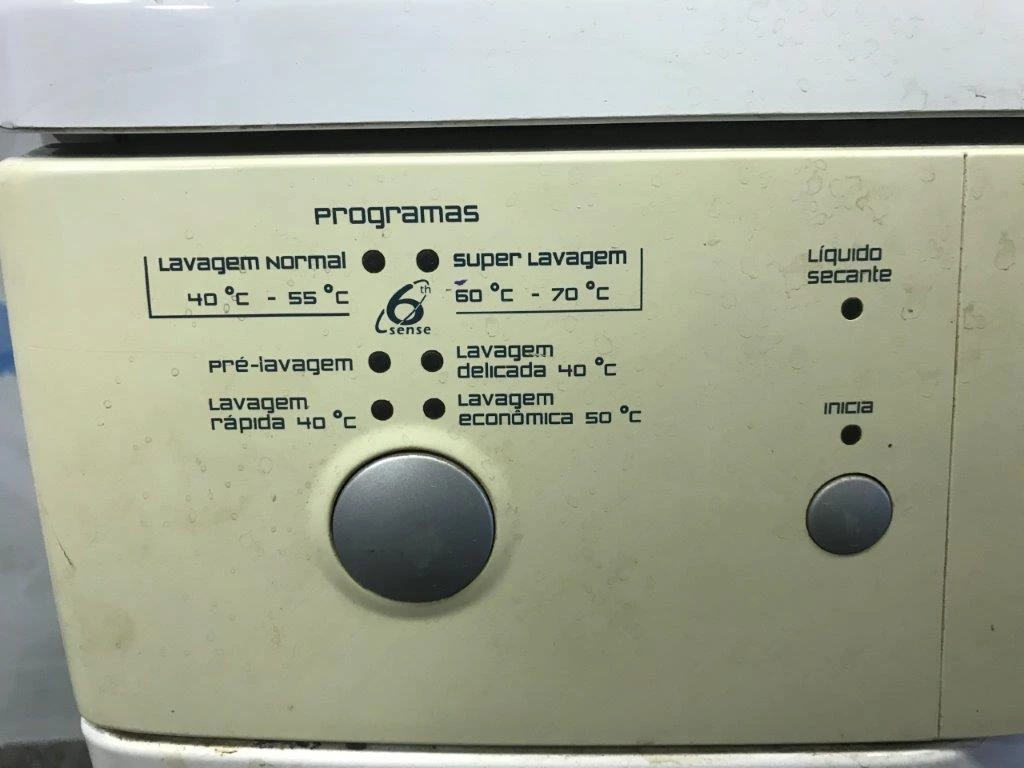 Programas
Lavagem Normal
Super Lavagem
Líquido
secante
40 °C - 55 °C
6th
sense
60 °C - 70 °C
Pré-lavagem
Lavagem
delicada 40 °C
Lavagem
rápida 40 °C
Lavagem
econômica 50 °C
Inicia